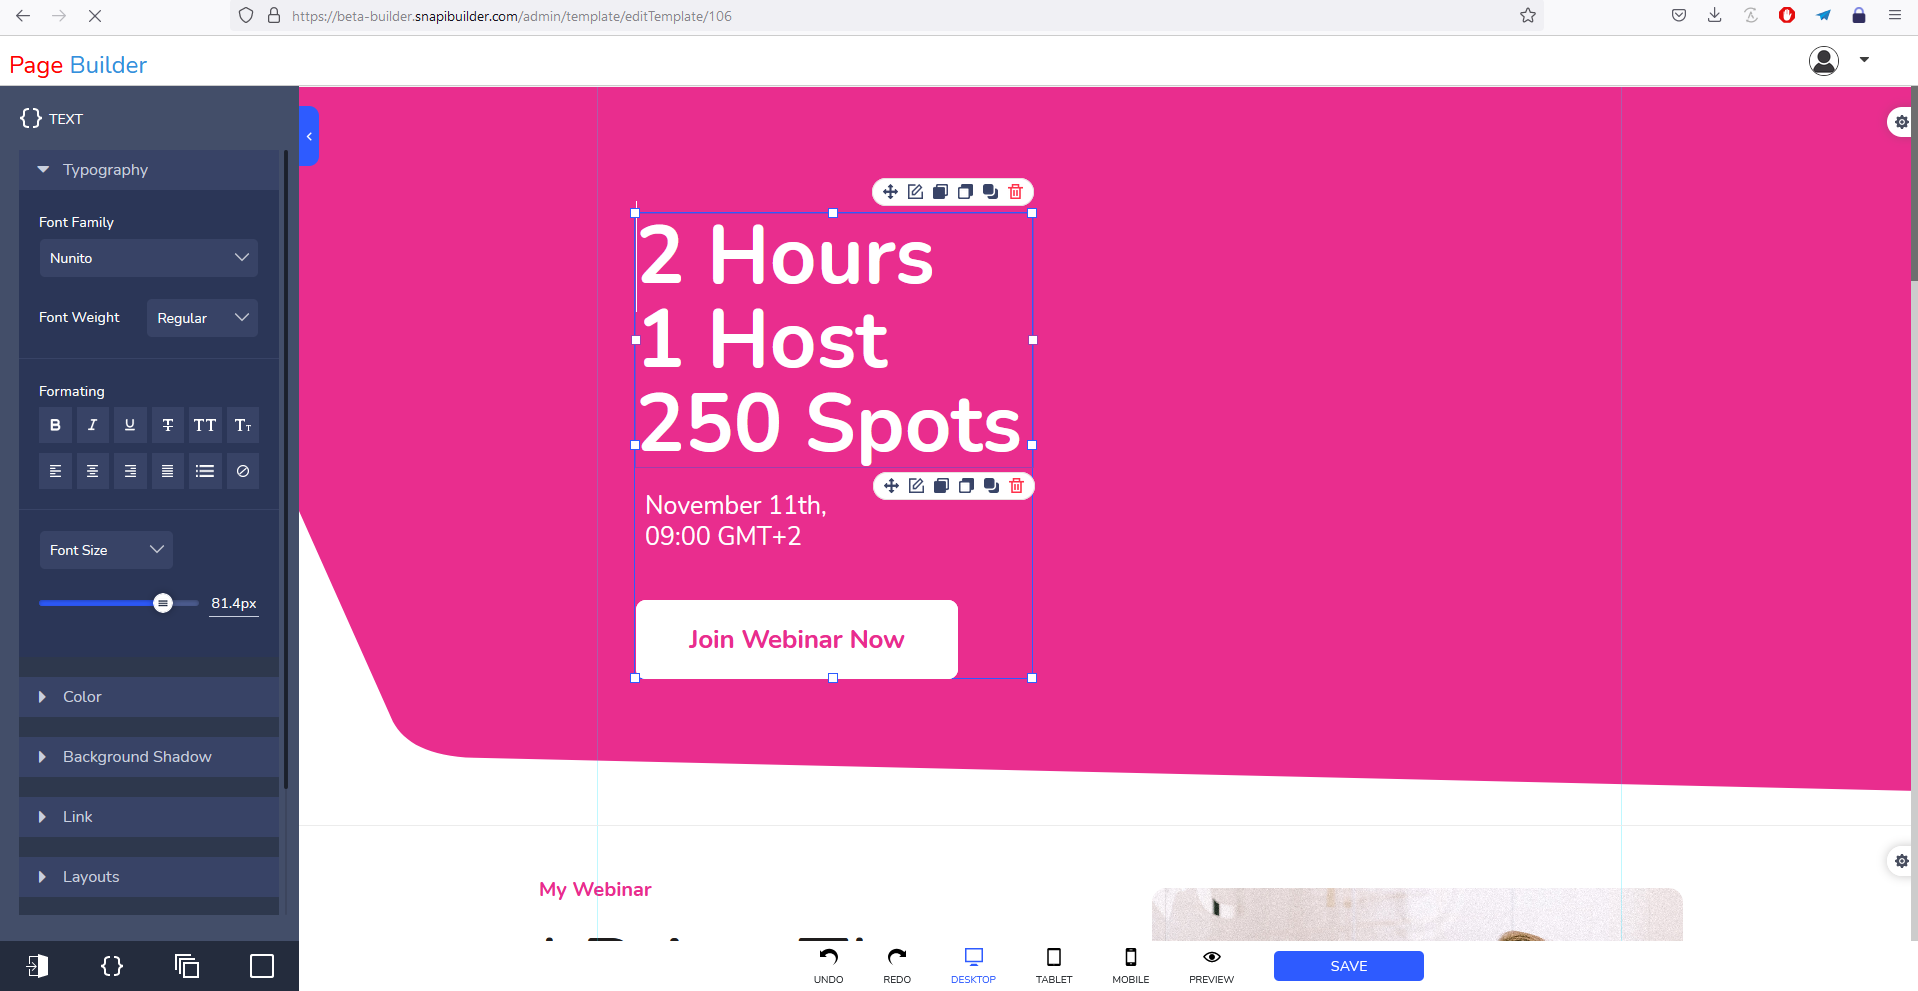 https://beta-builder.snapibuilder.com/admin/template/editTemplate/106
Page Builder
TEXT
Typography
Font Family
Nunito
Font Weight
Regular
Formating
B I U T TT TT
Font Size
81.4px
Color
Background Shadow
Link
Layouts
2 Hours
1 Host
250 Spots
November 11th,
09:00 GMT+2
Join Webinar Now
My Webinar
UNDO
REDO
DESKTOP
TABLET
MOBILE
PREVIEW
SAVE